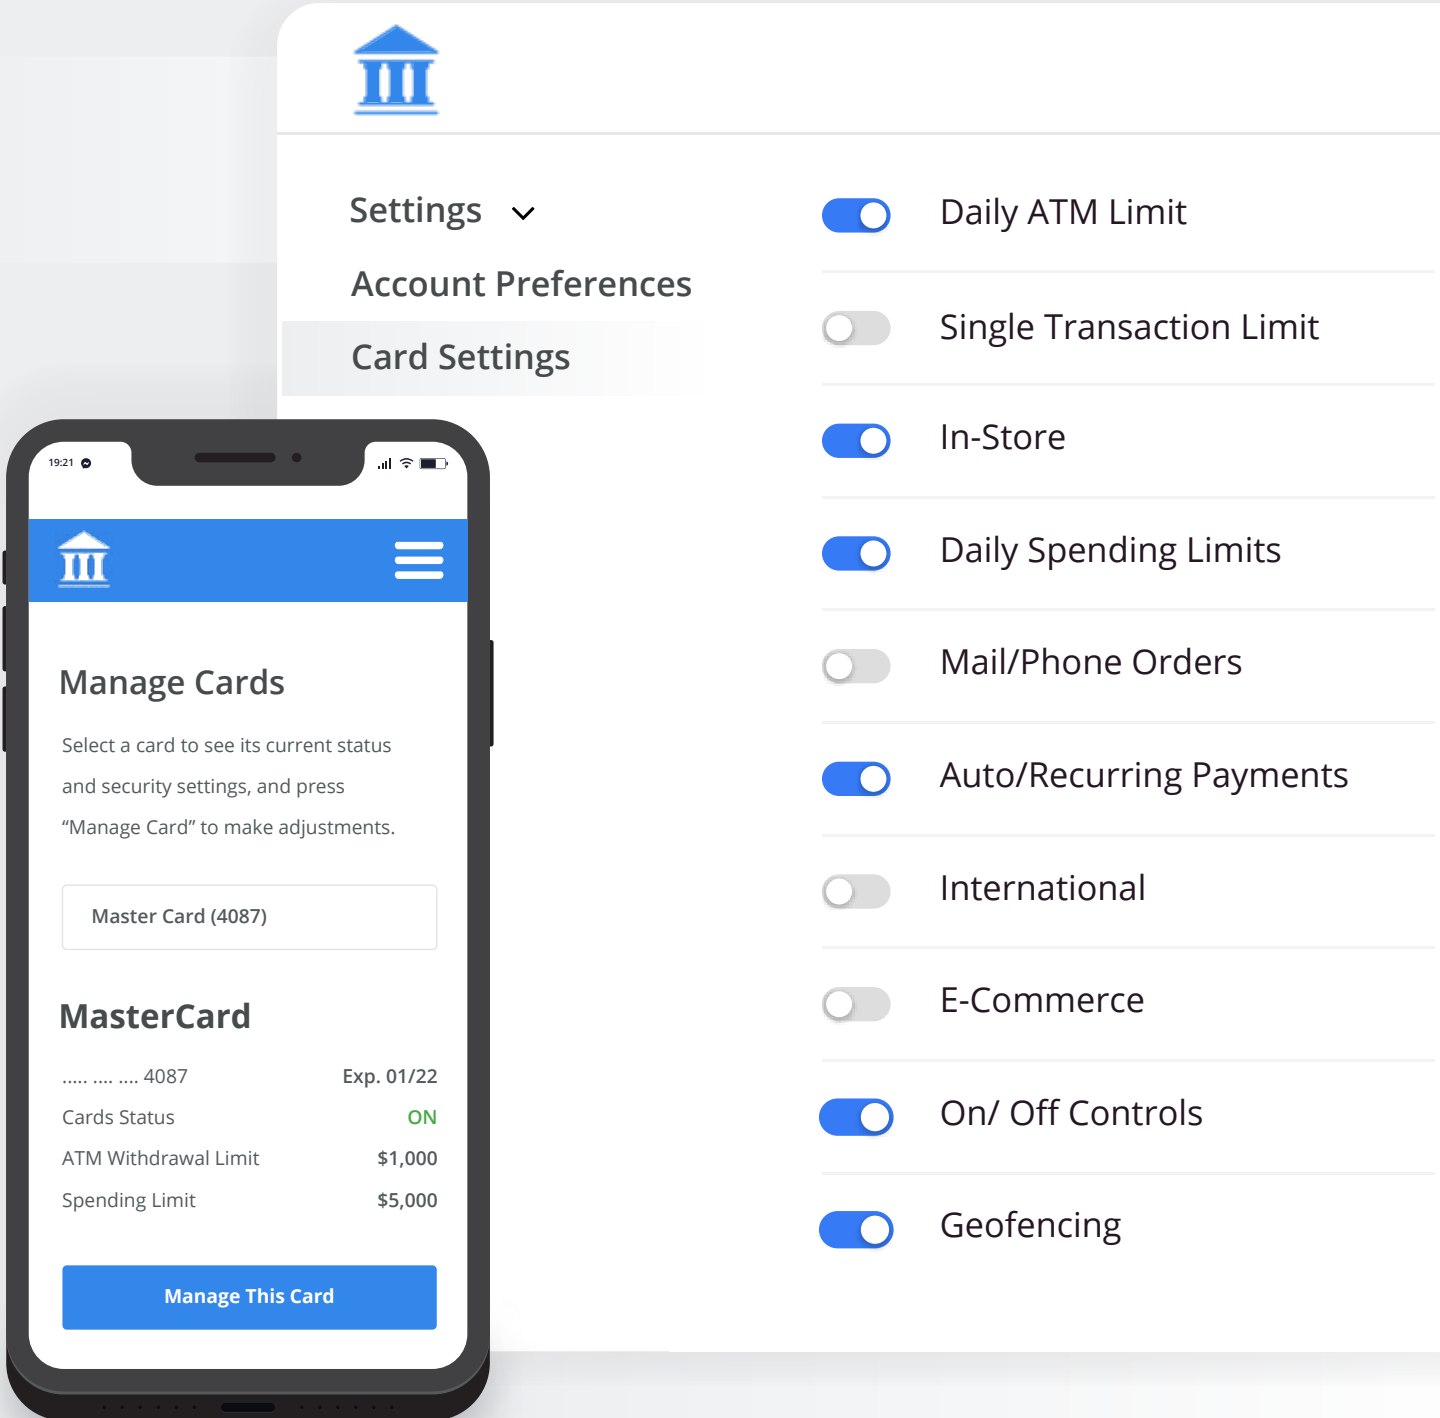 Settings
Account Preferences
Card Settings
Daily ATM Limit
Single Transaction Limit
In-Store
Daily Spending Limits
Mail/Phone Orders
Auto/Recurring Payments
International
E-Commerce
On/ Off Controls
Geofencing
19:21
Manage Cards
Select a card to see its current status
and security settings, and press
“Manage Card” to make adjustments.
Master Card (4087)
MasterCard
..... .... .... 4087 Exp. 01/22
Cards Status ON
ATM Withdrawal Limit $1,000
Spending Limit $5,000
Manage This Card